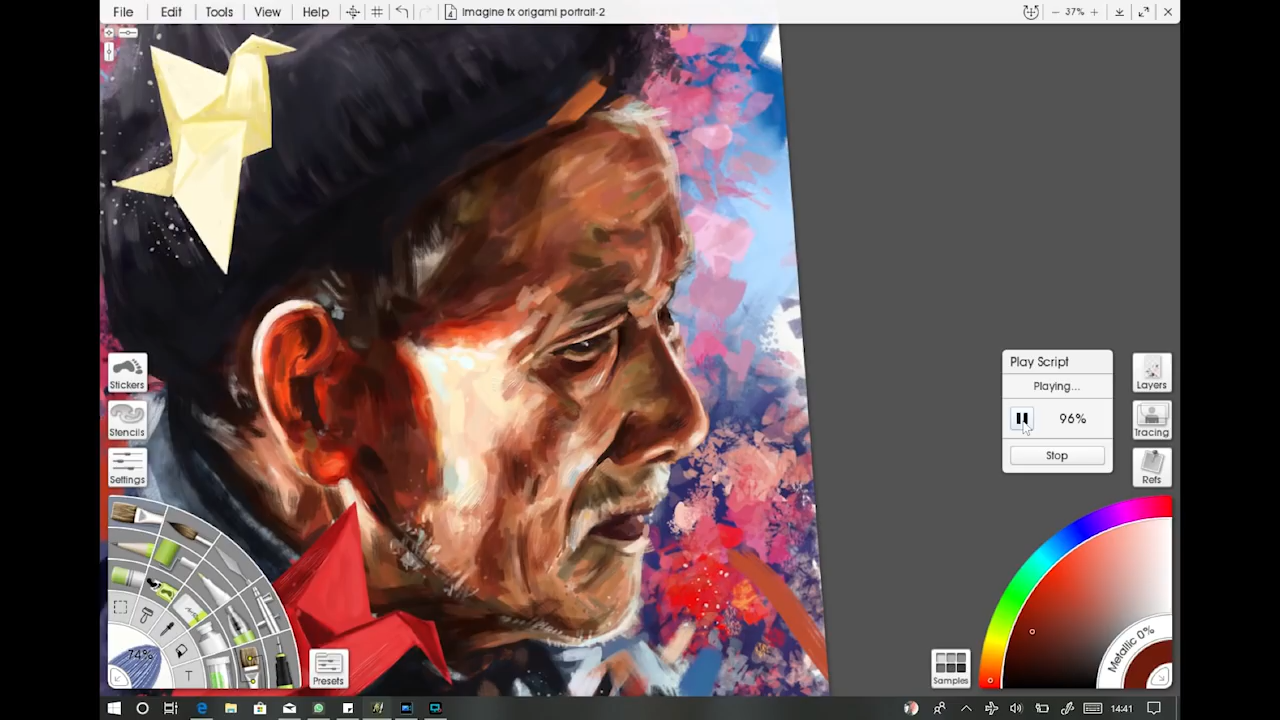 File Edit Tools View Help Imagine fx origami portrait-2 37%
Play Script
Playing...
96%
Stop
Stickers
Stencils
Settings
Layers
Tracing
Refs
74%
T
Presets
Samples
Metallic 0%
14:41